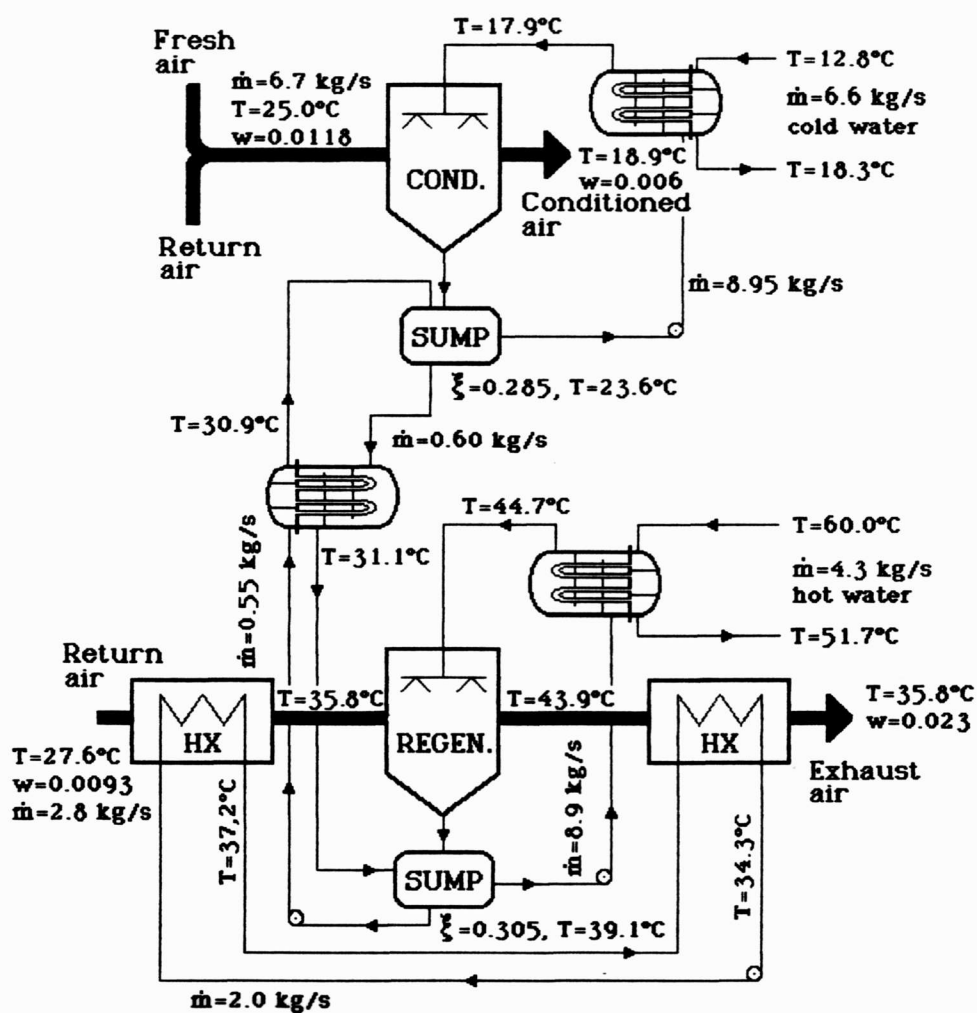 T=17.9°C
Fresh
air
ṁ=6.7 kg/s
T=25.0°C
w=0.0118
T=12.8°C
ṁ=6.6 kg/s
cold water
T=18.3°C
COND.
T=18.9°C
w=0.006
Conditioned
air
Return
air
ṁ=8.95 kg/s
SUMP
ξ=0.285, T=23.6°C
T=30.9°C
ṁ=0.60 kg/s
T=44.7°C
T=60.0°C
ṁ=4.3 kg/s
hot water
T=51.7°C
T=31.1°C
ṁ=0.55 kg/s
Return
air
T=35.8°C
T=43.9°C
T=35.8°C
w=0.023
HX
REGEN.
HX
Exhaust
air
T=27.6°C
w=0.0093
ṁ=2.8 kg/s
T=37,2°C
ṁ=8.9 kg/s
T=34.3°C
SUMP
ξ=0.305, T=39.1°C
ṁ=2.0 kg/s